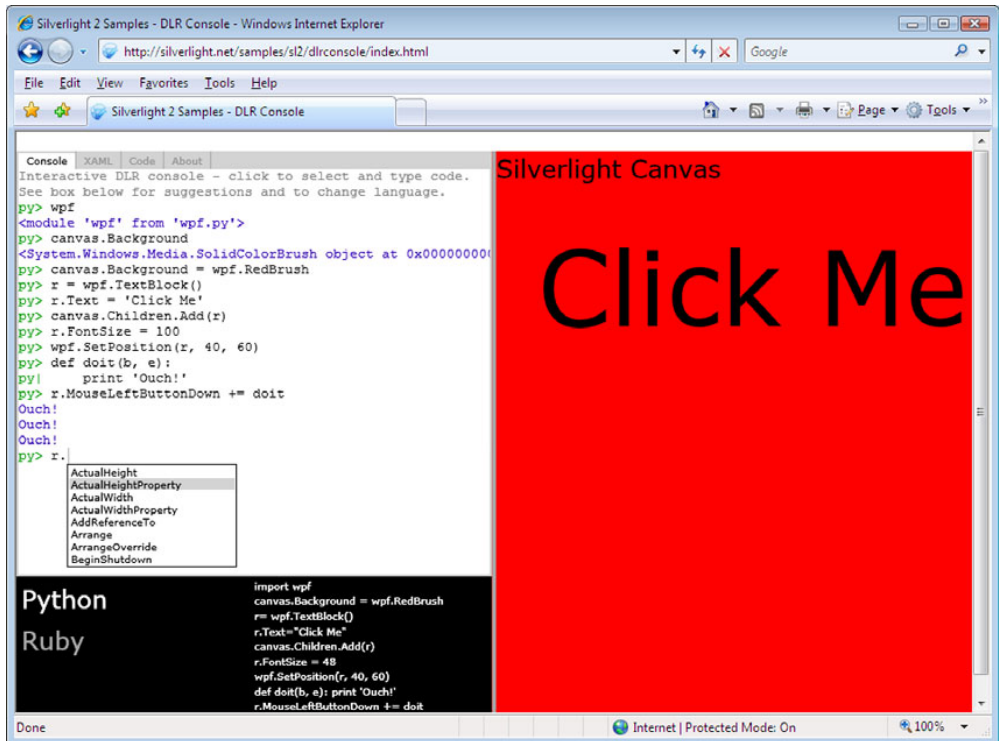 Silverlight 2 Samples - DLR Console - Windows Internet Explorer
http://silverlight.net/samples/sl2/dlrconsole/index.html
Google
File Edit View Favorites Tools Help
Silverlight 2 Samples - DLR Console
Page Tools
Console XAML Code About
Interactive DLR console - click to select and type code.
See box below for suggestions and to change language.
py> wpf
<module 'wpf' from 'wpf.py'>
py> canvas.Background
<System.Windows.Media.SolidColorBrush object at 0x000000000
py> canvas.Background = wpf.RedBrush
py> r = wpf.TextBlock()
py> r.Text = 'Click Me'
py> canvas.Children.Add(r)
py> r.FontSize = 100
py> wpf.SetPosition(r, 40, 60)
py> def doit(b, e):
py|     print 'Ouch!'
py> r.MouseLeftButtonDown += doit
Ouch!
Ouch!
Ouch!
py> r.
ActualHeight
ActualHeightProperty
ActualWidth
ActualWidthProperty
AddReferenceTo
Arrange
ArrangeOverride
BeginShutdown
Silverlight Canvas
Click Me
Python
Ruby
import wpf
canvas.Background = wpf.RedBrush
r= wpf.TextBlock()
r.Text="Click Me"
canvas.Children.Add(r)
r.FontSize = 48
wpf.SetPosition(r, 40, 60)
def doit(b, e): print 'Ouch!'
r.MouseLeftButtonDown += doit
Done
Internet | Protected Mode: On
100%